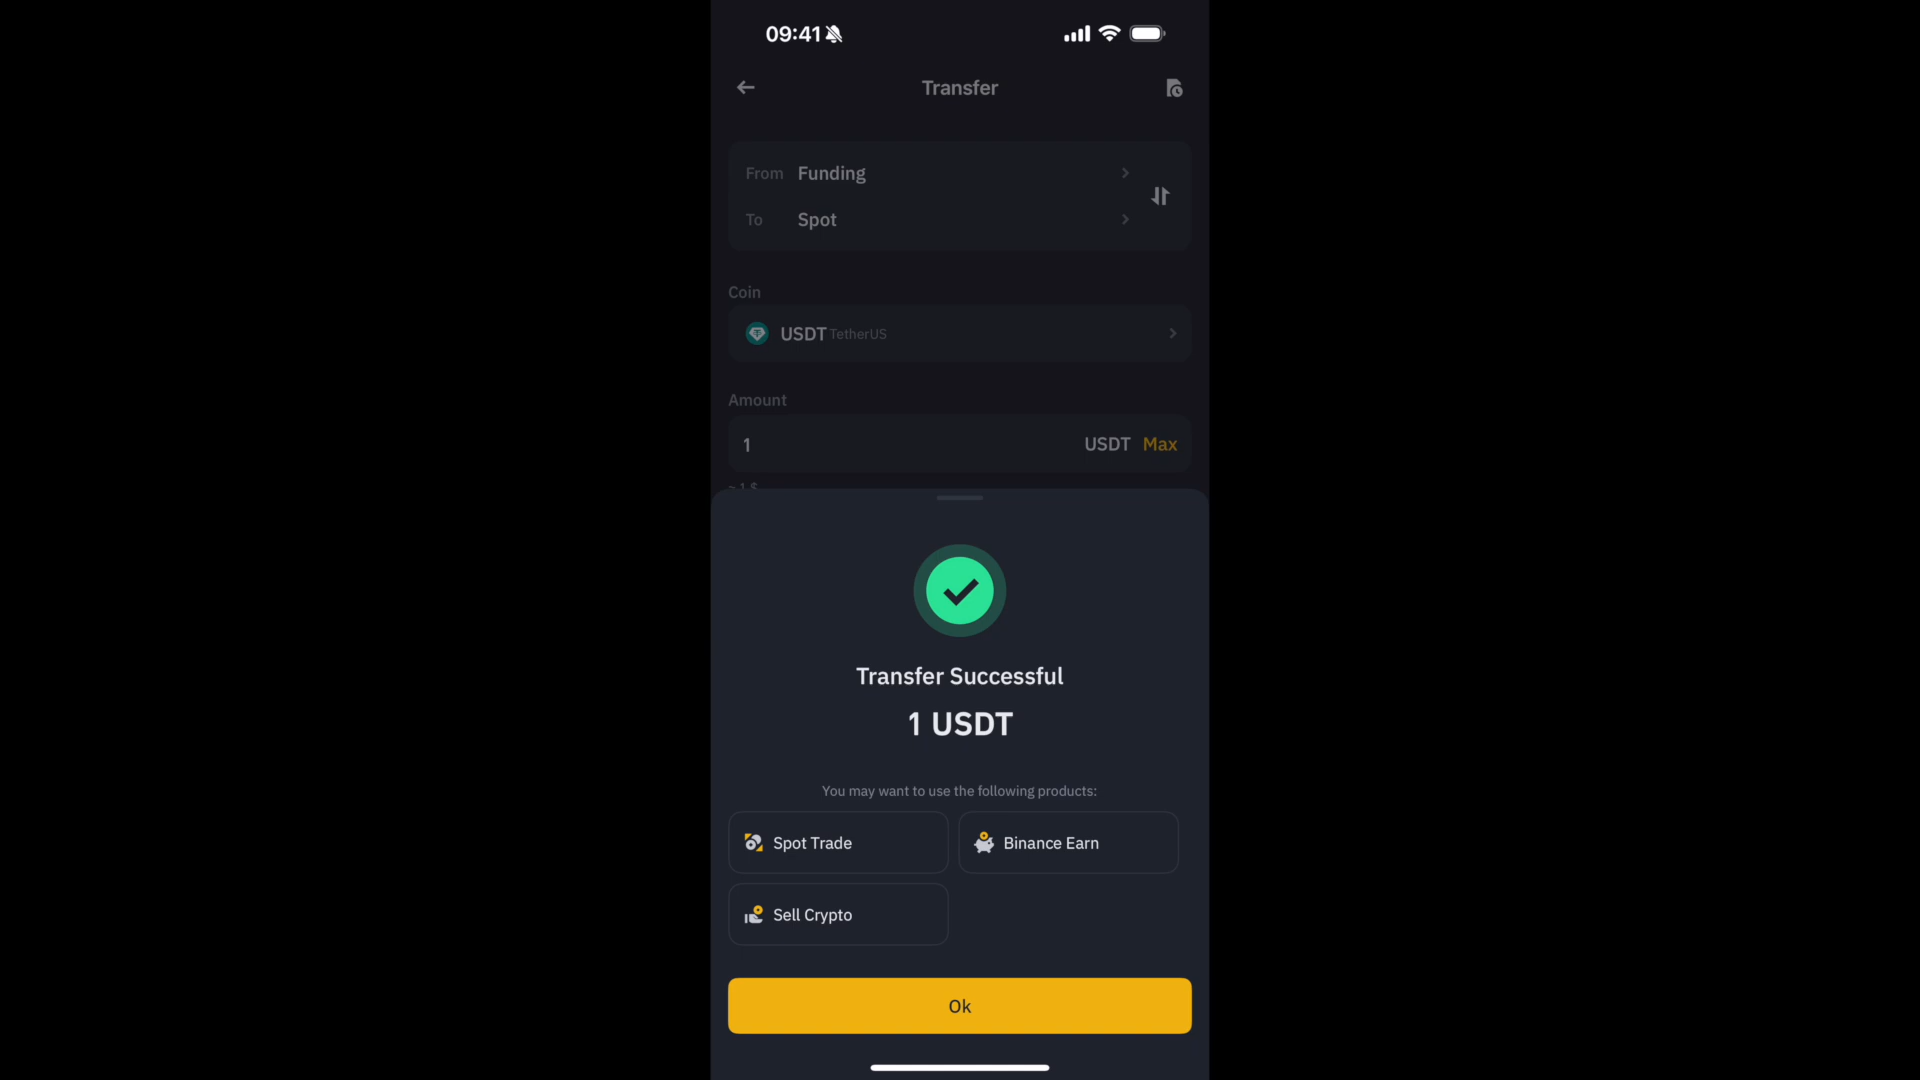 09:41
Transfer
From Funding
To Spot
Coin
USDT TetherUS
Amount
1 USDT Max
≈ 1 $
Transfer Successful
1 USDT
You may want to use the following products:
Spot Trade
Binance Earn
Sell Crypto
Ok